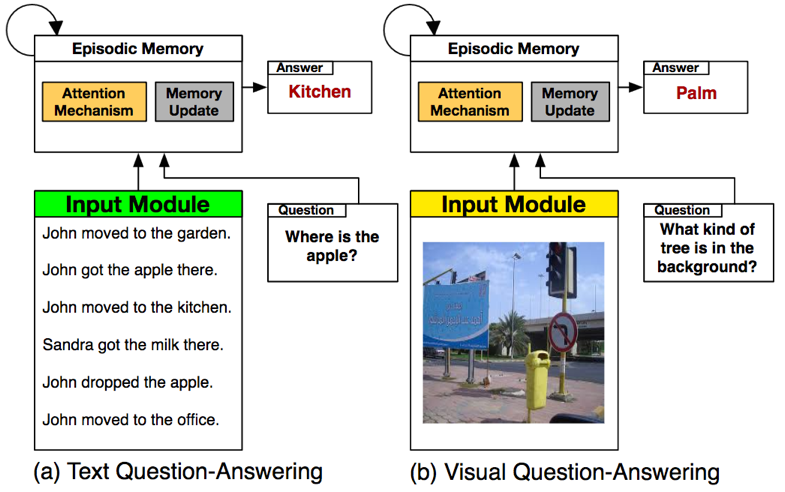 Episodic Memory
Attention
Mechanism
Memory
Update
Answer
Kitchen
Input Module
John moved to the garden.
John got the apple there.
John moved to the kitchen.
Sandra got the milk there.
John dropped the apple.
John moved to the office.
Question
Where is the
apple?
(a) Text Question-Answering
Episodic Memory
Attention
Mechanism
Memory
Update
Answer
Palm
Input Module
Question
What kind of
tree is in the
background?
(b) Visual Question-Answering